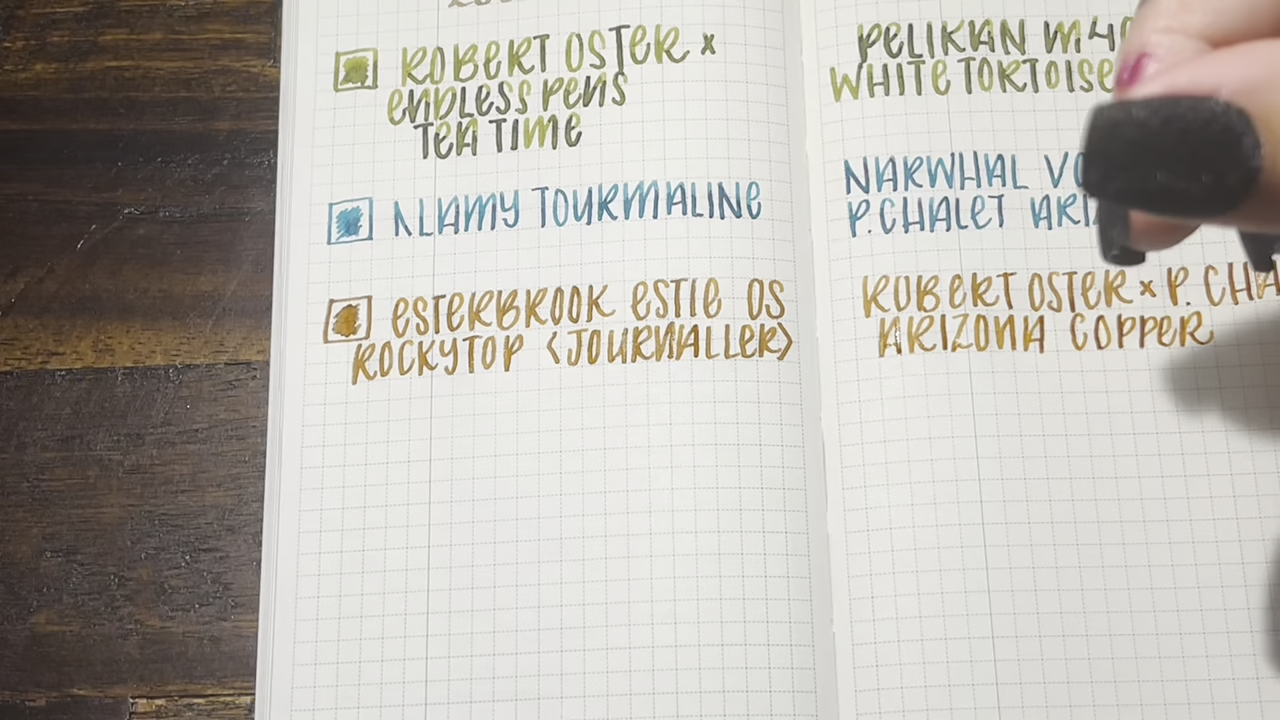 ROBERT OSTER x
ENDLESS PENS
TEA TIME
LAMY TOURMALINE
ESTERBROOK ESTIE OS
ROCKYTOP <JOURNALLER>
PELIKAN
WHITE TORTOISE
NARWHAL
P. CHALET
ROBERT OSTER x P.
ARIZONA COPPER